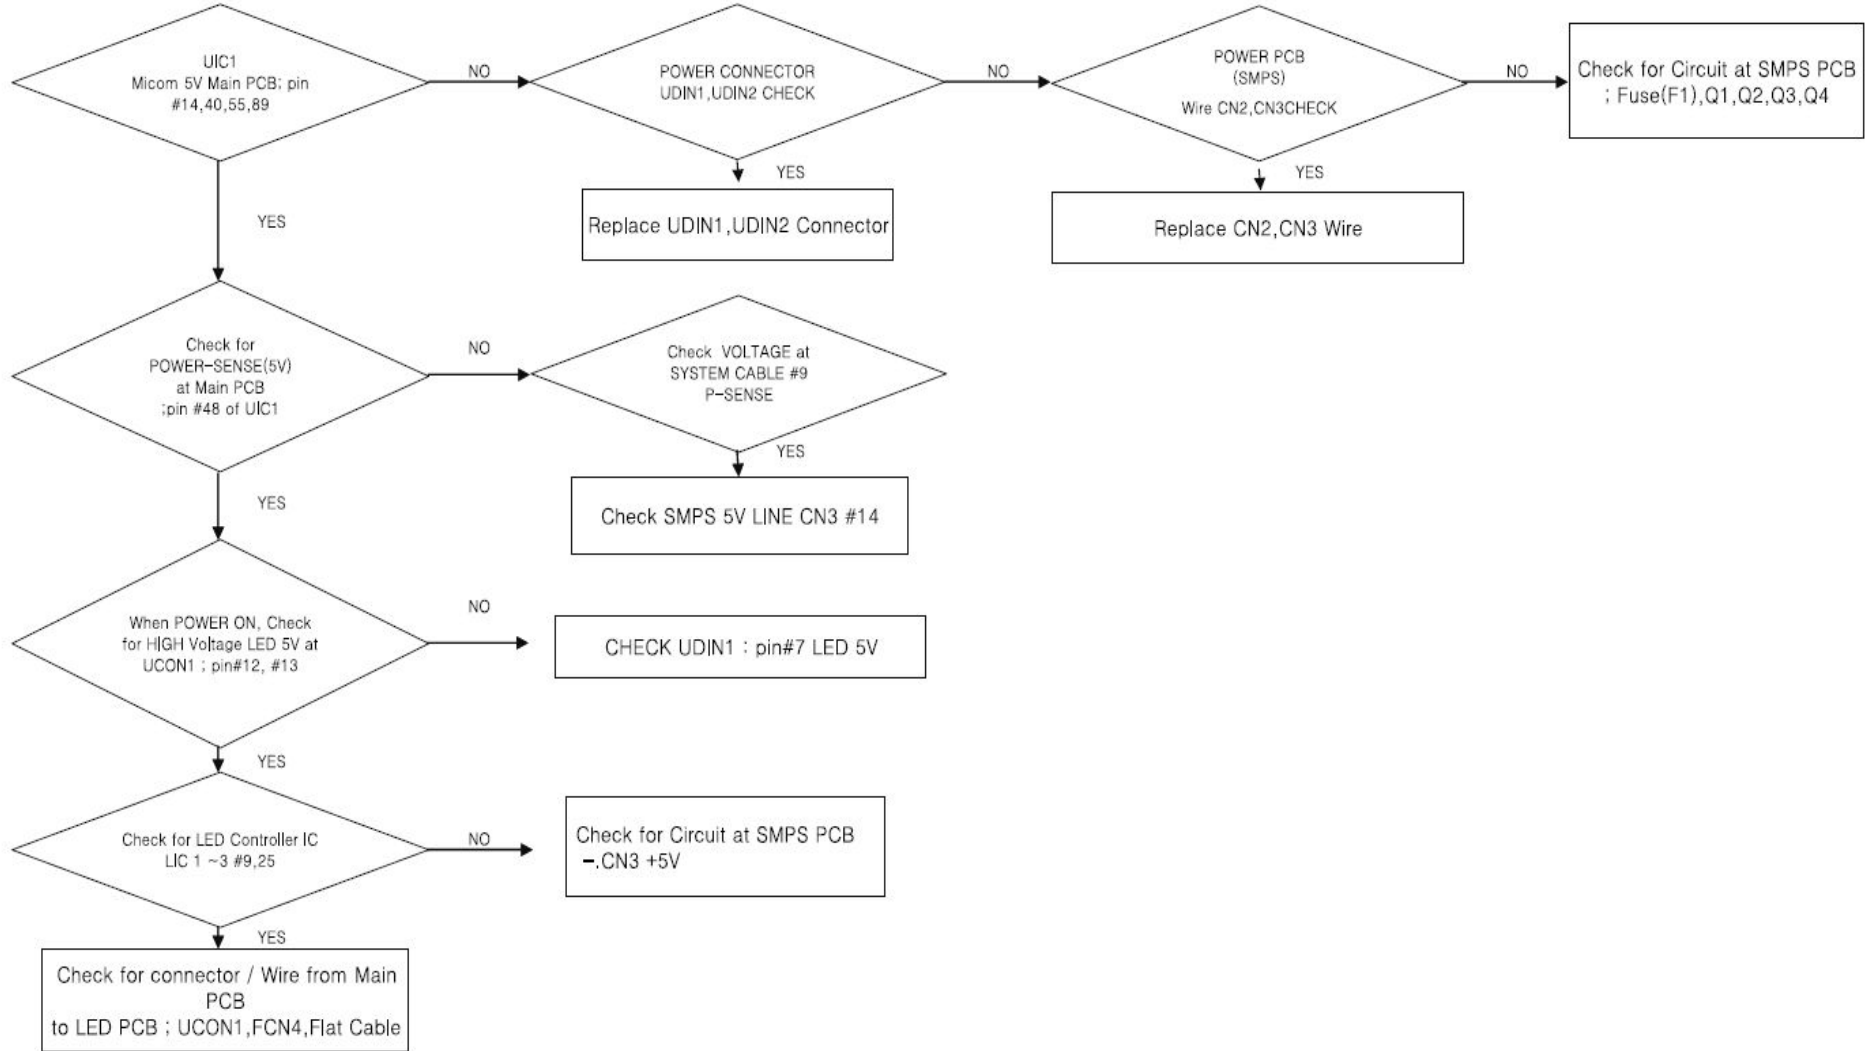 UIC1
Micom 5V Main PCB; pin
#14,40,55,89
NO
POWER CONNECTOR
UDIN1,UDIN2 CHECK
NO
POWER PCB
(SMPS)
Wire CN2,CN3CHECK
NO
Check for Circuit at SMPS PCB
; Fuse(F1),Q1,Q2,Q3,Q4
YES
YES
YES
Replace UDIN1,UDIN2 Connector
Replace CN2,CN3 Wire
Check for
POWER-SENSE(5V)
at Main PCB
;pin #48 of UIC1
NO
Check VOLTAGE at
SYSTEM CABLE #9
P-SENSE
YES
YES
Check SMPS 5V LINE CN3 #14
When POWER ON, Check
for HIGH Voltage LED 5V at
UCON1 ; pin#12, #13
NO
CHECK UDIN1 : pin#7 LED 5V
YES
Check for LED Controller IC
LIC 1 ~3 #9,25
NO
Check for Circuit at SMPS PCB
-.CN3 +5V
YES
Check for connector / Wire from Main
PCB
to LED PCB ; UCON1,FCN4,Flat Cable